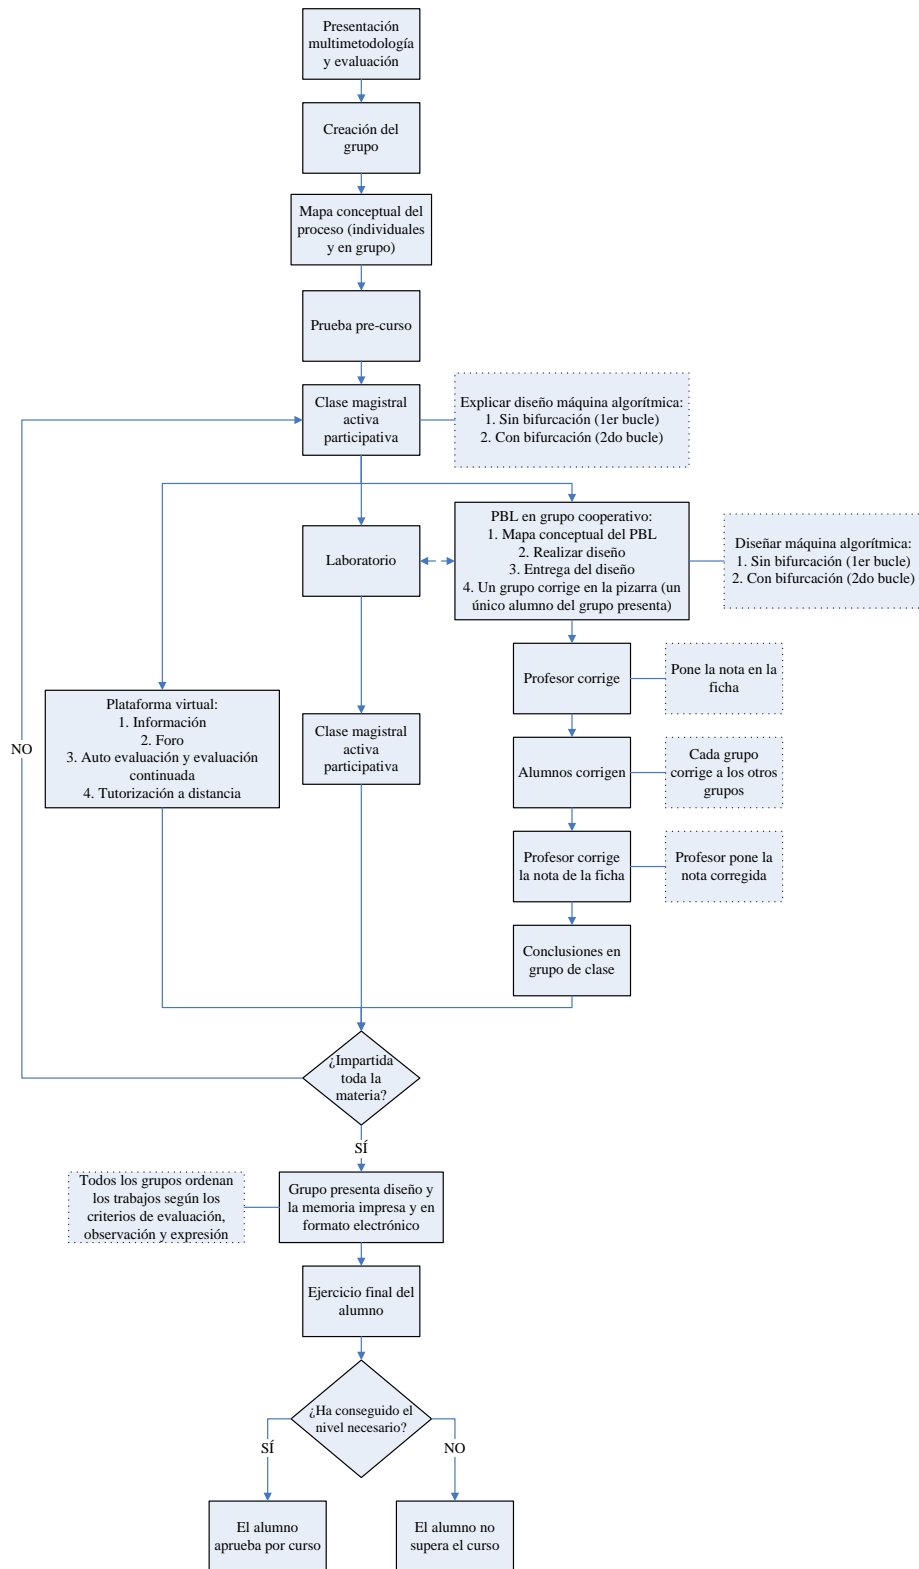 Presentación
multimetodología
y evaluación
Creación del
grupo
Mapa conceptual del
proceso (individuales
y en grupo)
Prueba pre-curso
Clase magistral
activa
participativa
Explicar diseño máquina algorítmica:
1. Sin bifurcación (1er bucle)
2. Con bifurcación (2do bucle)
Laboratorio
PBL en grupo cooperativo:
1. Mapa conceptual del PBL
2. Realizar diseño
3. Entrega del diseño
4. Un grupo corrige en la pizarra (un
único alumno del grupo presenta)
Diseñar máquina algorítmica:
1. Sin bifurcación (1er bucle)
2. Con bifurcación (2do bucle)
Profesor corrige
Pone la nota en la
ficha
Plataforma virtual:
1. Información
2. Foro
3. Auto evaluación y evaluación
continuada
4. Tutorización a distancia
NO
Clase magistral
activa
participativa
Alumnos corrigen
Cada grupo
corrige a los otros
grupos
Profesor corrige
la nota de la ficha
Profesor pone la
nota corregida
Conclusiones en
grupo de clase
¿Impartida
toda la
materia?
SÍ
Todos los grupos ordenan
los trabajos según los
criterios de evaluación,
observación y expresión
Grupo presenta diseño y
la memoria impresa y en
formato electrónico
Ejercicio final del
alumno
¿Ha conseguido el
nivel necesario?
SÍ
NO
El alumno
aprueba por curso
El alumno no
supera el curso